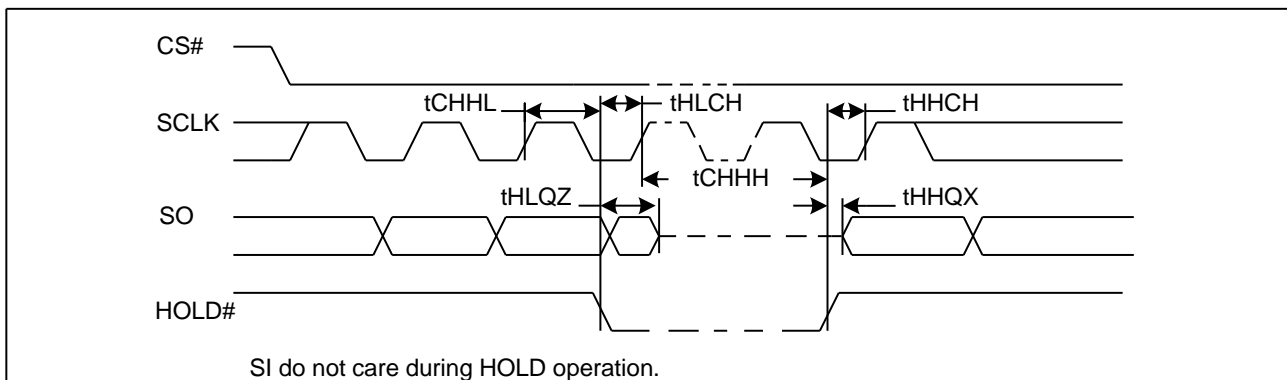 CS#
tCHHL
tHLCH
tHHCH
SCLK
tCHHH
tHLQZ
tHHQX
SO
HOLD#
SI do not care during HOLD operation.